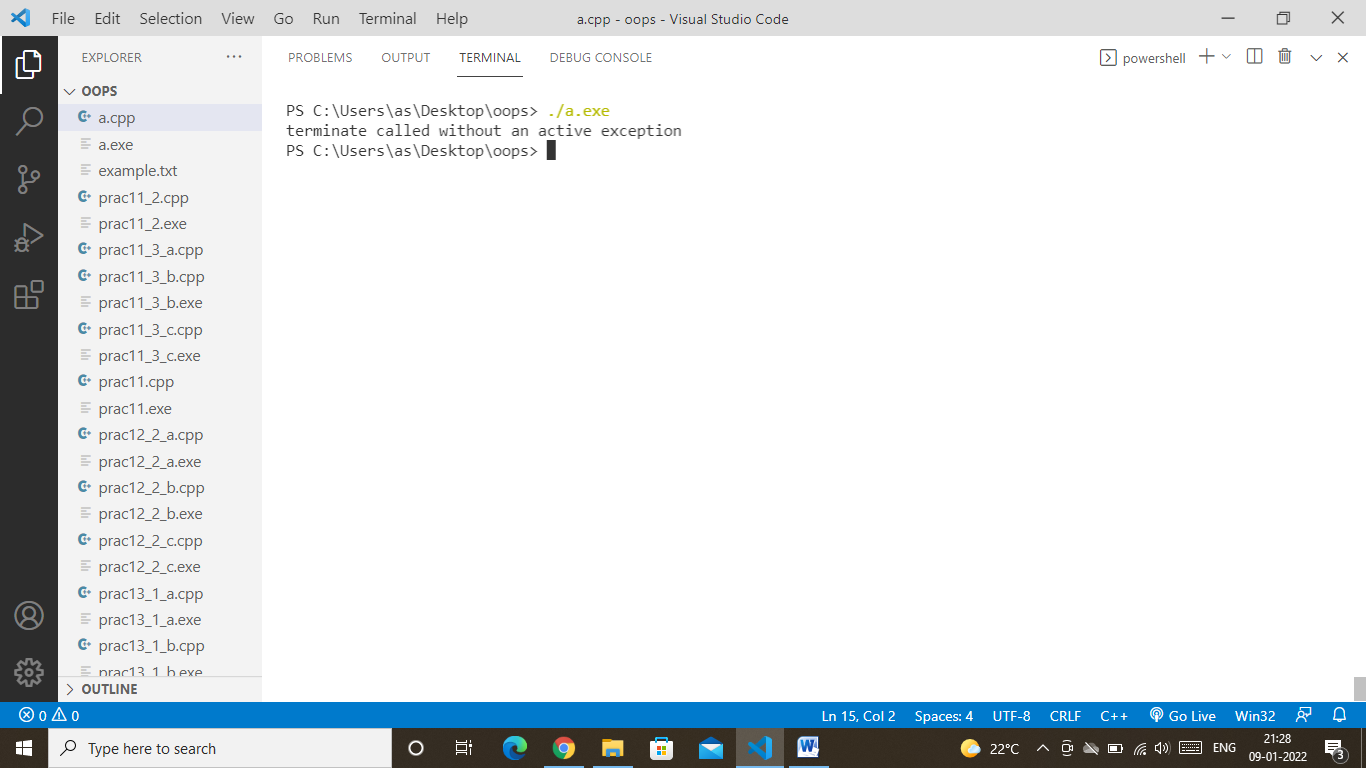 File Edit Selection View Go Run Terminal Help a.cpp - oops - Visual Studio Code
EXPLORER ···
PROBLEMS OUTPUT TERMINAL DEBUG CONSOLE powershell
OOPS
a.cpp
a.exe
example.txt
prac11_2.cpp
prac11_2.exe
prac11_3_a.cpp
prac11_3_b.cpp
prac11_3_b.exe
prac11_3_c.cpp
prac11_3_c.exe
prac11.cpp
prac11.exe
prac12_2_a.cpp
prac12_2_a.exe
prac12_2_b.cpp
prac12_2_b.exe
prac12_2_c.cpp
prac12_2_c.exe
prac13_1_a.cpp
prac13_1_a.exe
prac13_1_b.cpp
prac13_1_b.exe
OUTLINE
PS C:\Users\as\Desktop\oops> ./a.exe
terminate called without an active exception
PS C:\Users\as\Desktop\oops>
0 0 Ln 15, Col 2 Spaces: 4 UTF-8 CRLF C++ Go Live Win32
Type here to search 22°C ENG 21:28
09-01-2022 3